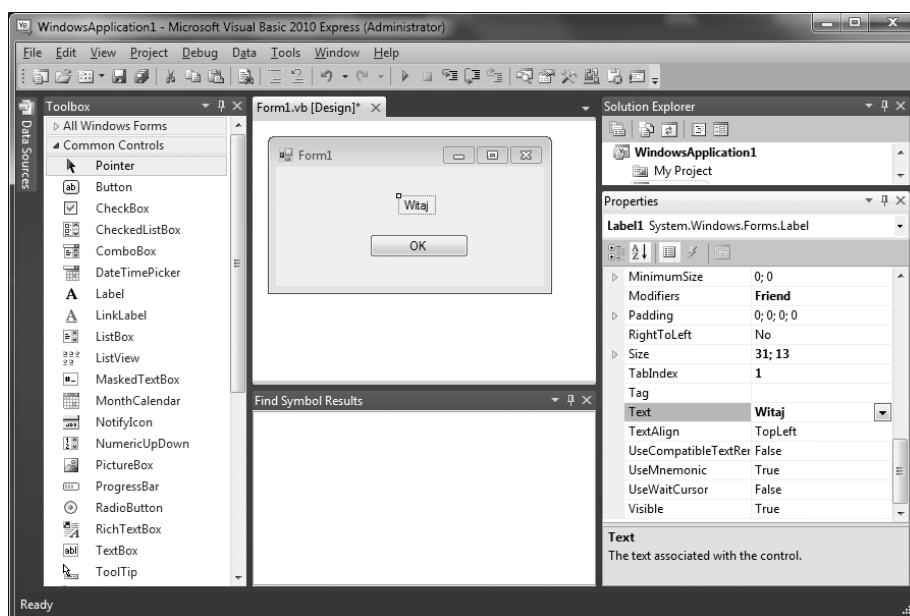 WindowsApplication1 - Microsoft Visual Basic 2010 Express (Administrator)
File Edit View Project Debug Data Tools Window Help
Data Sources
Toolbox
All Windows Forms
Common Controls
Pointer
Button
CheckBox
CheckedListBox
ComboBox
DateTimePicker
Label
LinkLabel
ListBox
ListView
MaskedTextBox
MonthCalendar
NotifyIcon
NumericUpDown
PictureBox
ProgressBar
RadioButton
RichTextBox
TextBox
ToolTip
Form1.vb [Design]*
Form1
Witaj
OK
Find Symbol Results
Solution Explorer
WindowsApplication1
My Project
Properties
Label1 System.Windows.Forms.Label
MinimumSize 0; 0
Modifiers Friend
Padding 0; 0; 0; 0
RightToLeft No
Size 31; 13
TabIndex 1
Tag
Text Witaj
TextAlign TopLeft
UseCompatibleTextRer False
UseMnemonic True
UseWaitCursor False
Visible True
Text
The text associated with the control.
Ready